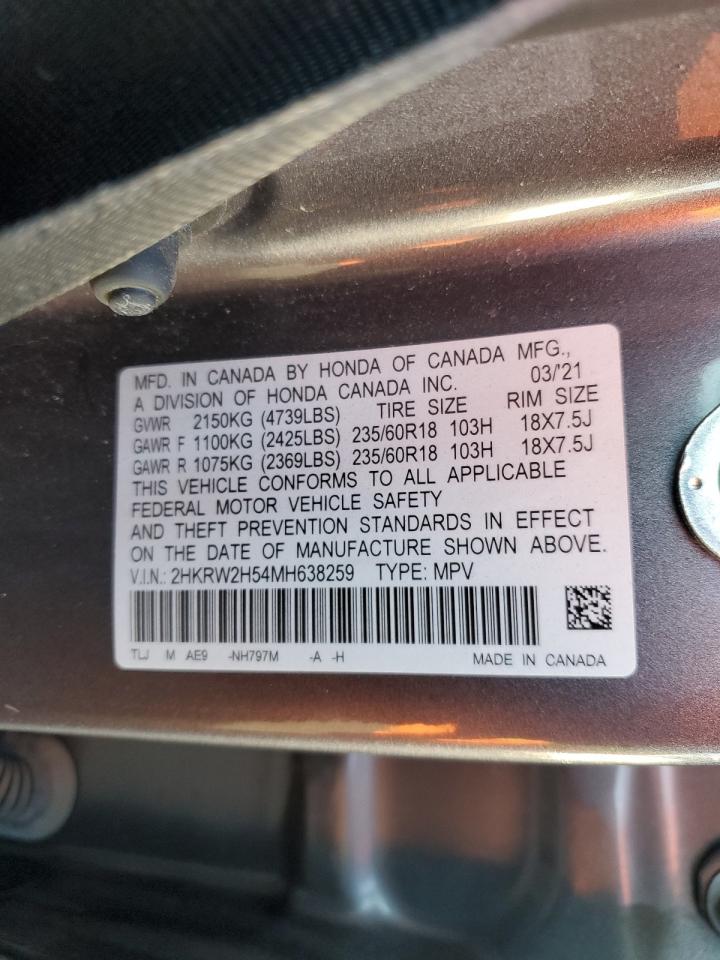 MFD. IN CANADA BY HONDA OF CANADA MFG.,
A DIVISION OF HONDA CANADA INC. 03/'21
GVWR 2150KG (4739LBS) TIRE SIZE RIM SIZE
GAWR F 1100KG (2425LBS) 235/60R18 103H 18X7.5J
GAWR R 1075KG (2369LBS) 235/60R18 103H 18X7.5J
THIS VEHICLE CONFORMS TO ALL APPLICABLE
FEDERAL MOTOR VEHICLE SAFETY
AND THEFT PREVENTION STANDARDS IN EFFECT
ON THE DATE OF MANUFACTURE SHOWN ABOVE.
V.I.N.: 2HKRW2H54MH638259 TYPE: MPV
TLJ M AE9 -NH797M -A -H MADE IN CANADA